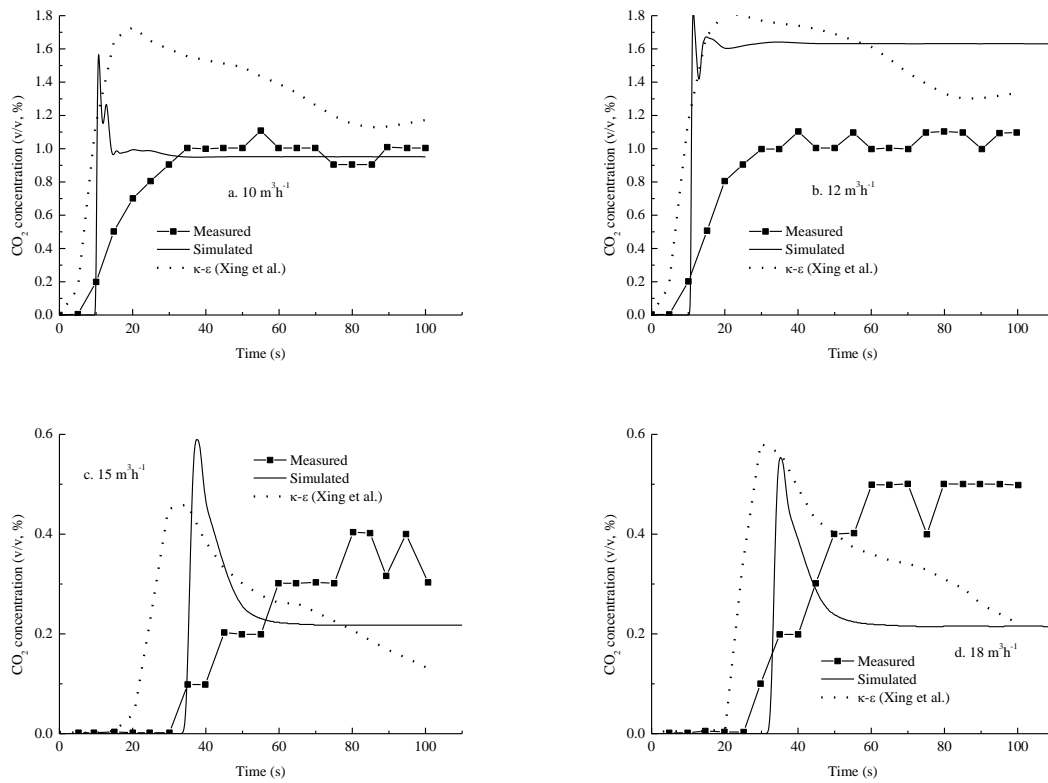 CO2 concentration (v/v, %)
1.8
1.6
1.4
1.2
1.0
0.8
0.6
0.4
0.2
0.0
a. 10 m³h⁻¹
Measured
Simulated
κ-ε (Xing et al.)
0 20 40 60 80 100
Time (s)
CO2 concentration (v/v, %)
1.8
1.6
1.4
1.2
1.0
0.8
0.6
0.4
0.2
0.0
b. 12 m³h⁻¹
Measured
Simulated
κ-ε (Xing et al.)
0 20 40 60 80 100
Time (s)
CO2 concentration (v/v, %)
0.6
0.4
0.2
0.0
c. 15 m³h⁻¹
Measured
Simulated
κ-ε (Xing et al.)
0 20 40 60 80 100
Time (s)
CO2 concentration (v/v, %)
0.6
0.4
0.2
0.0
d. 18 m³h⁻¹
Measured
Simulated
κ-ε (Xing et al.)
0 20 40 60 80 100
Time (s)